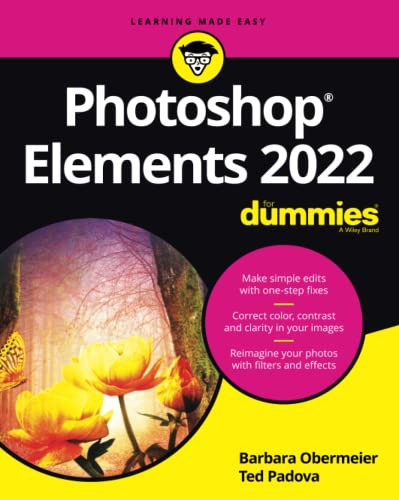 LEARNING MADE EASY
Photoshop®
Elements 2022
for
dummies®
A Wiley Brand
Make simple edits
with one-step fixes
Correct color, contrast
and clarity in your images
Reimagine your photos
with filters and effects
Barbara Obermeier
Ted Padova